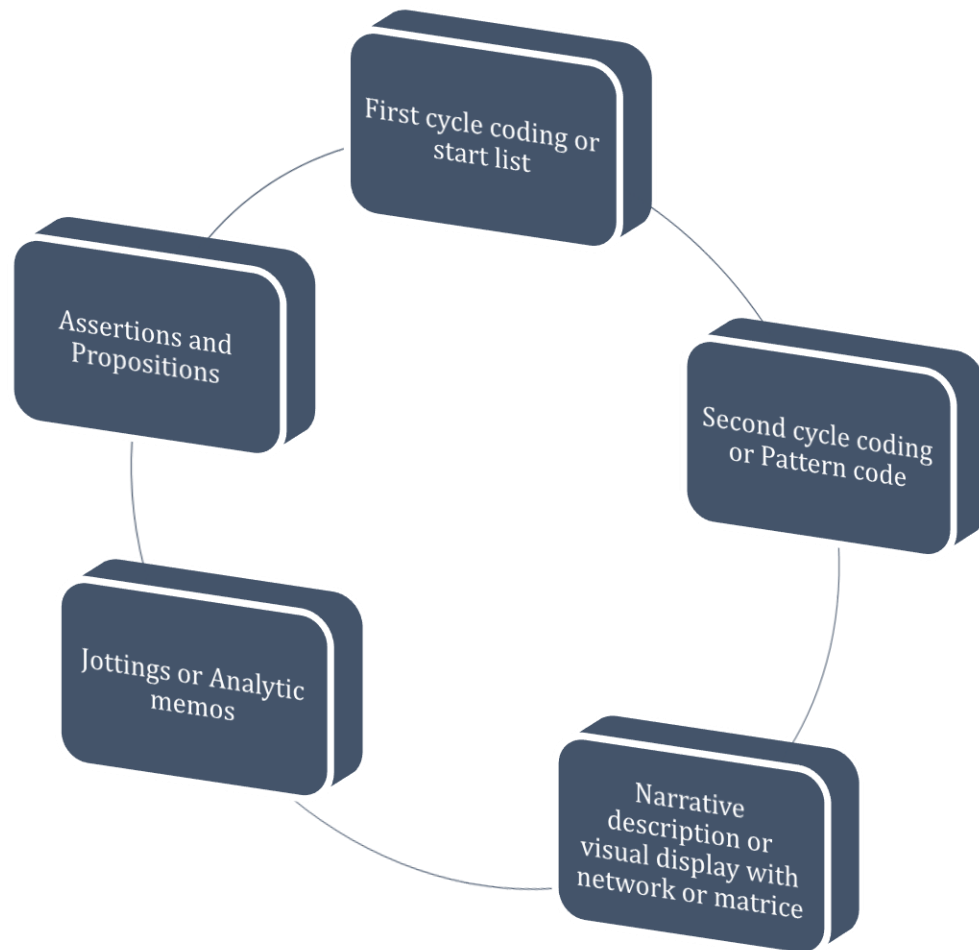 First cycle coding or
start list
Second cycle coding
or Pattern code
Narrative
description or
visual display with
network or matrice
Jottings or Analytic
memos
Assertions and
Propositions